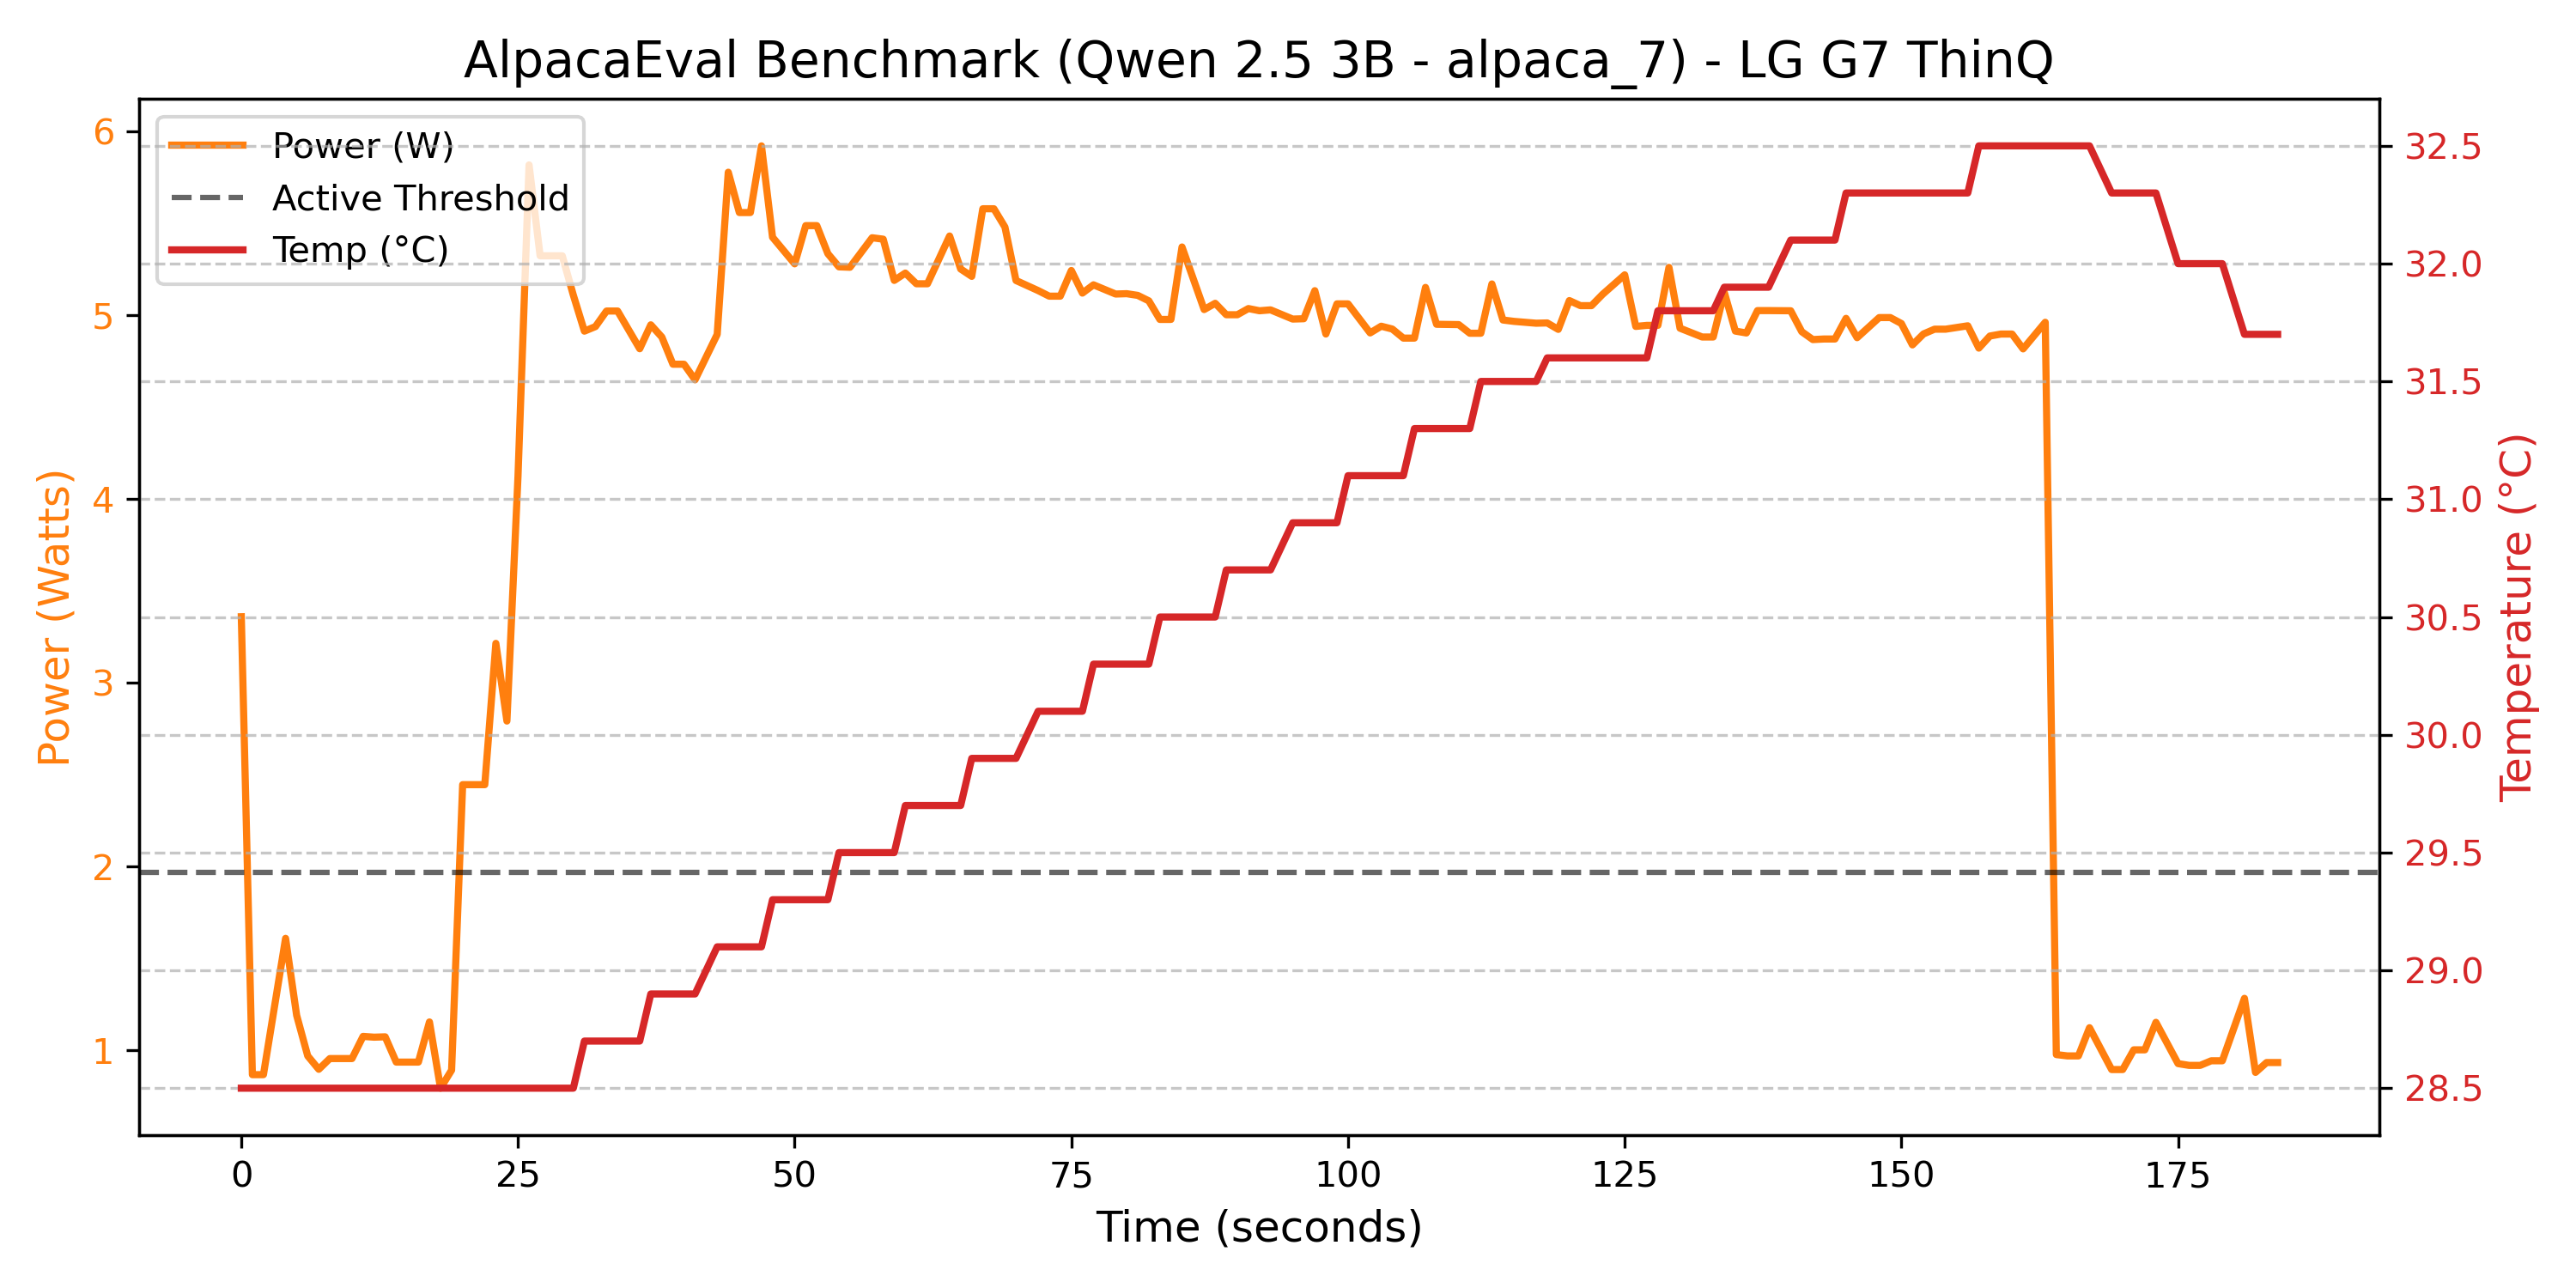 AlpacaEval Benchmark (Qwen 2.5 3B - alpaca_7) - LG G7 ThinQ
Power (W)
Active Threshold
Temp (°C)
Power (Watts)
6
5
4
3
2
1
32.5
32.0
31.5
31.0
30.5
30.0
29.5
29.0
28.5
Temperature (°C)
0 25 50 75 100 125 150 175
Time (seconds)